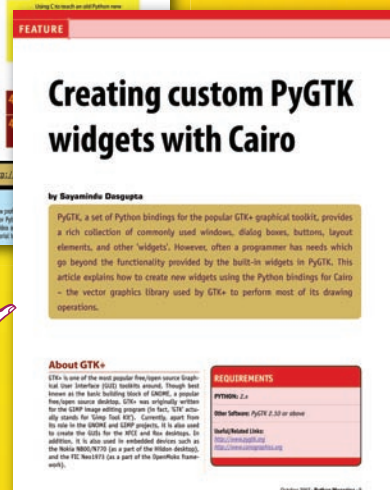 Using C to teach an old Python new
FEATURE
Creating custom PyGTK
widgets with Cairo
by Sayamindu Dasgupta
PyGTK, a set of Python bindings for the popular GTK+ graphical toolkit, provides
a rich collection of commonly used windows, dialog boxes, buttons, layout
elements, and other 'widgets'. However, often a programmer has needs which
go beyond the functionality provided by the built-in widgets in PyGTK. This
article explains how to create new widgets using the Python bindings for Cairo
– the vector graphics library used by GTK+ to perform most of its drawing
operations.
About GTK+
GTK+ is one of the most popular free/open source Graph-
ical User Interface (GUI) toolkits around. Though best
known as the basic building block of GNOME, a popular
free/open source desktop, GTK+ was originally written
for the GIMP image editing program (in fact, 'GTK' actu-
ally stands for 'Gimp Tool Kit'). Currently, apart from
its role in the GNOME and GIMP projects, it is also used
to create the GUIs for the XFCE and Rox desktops. In
addition, it is also used in embedded devices such as
the Nokia N800/N770 (as a part of the Hildon desktop),
and the FIC Neo1973 (as a part of the OpenMoko frame-
work).
REQUIREMENTS
PYTHON: 2.x
Other Software: PyGTK 2.10 or above
Useful/Related Links:
http://www.pygtk.org
http://www.cairographics.org
October 2007